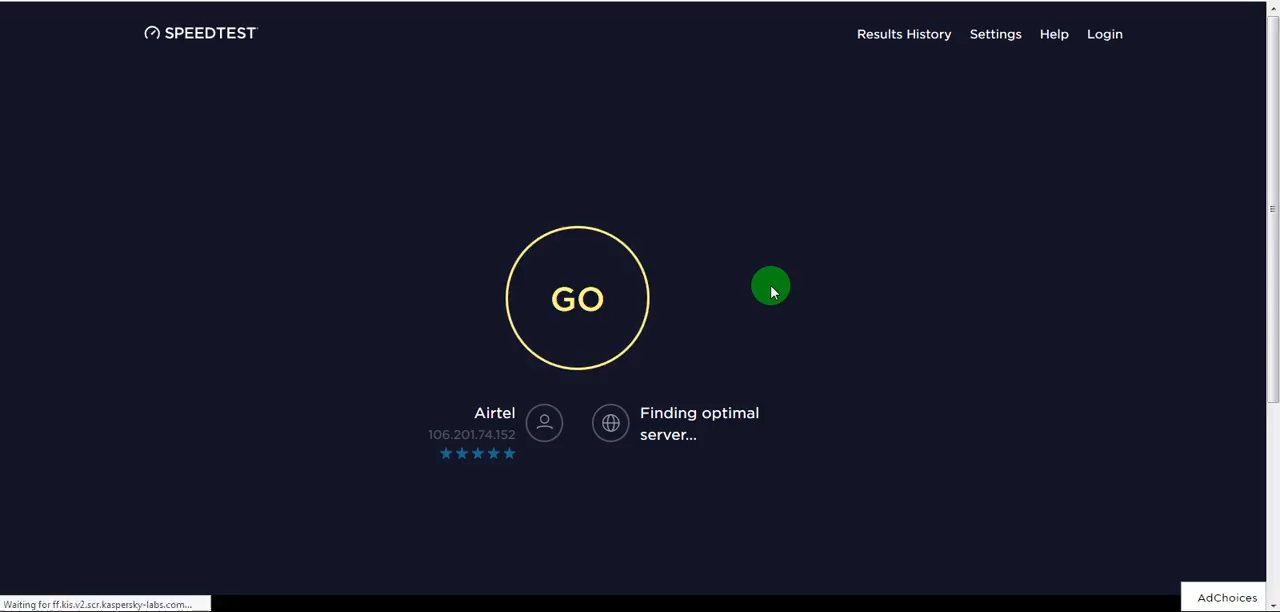 SPEEDTEST
Results History Settings Help Login
GO
Airtel
106.201.74.152
Finding optimal
server...
Waiting for ff.kis.v2.scr.kaspersky-labs.com...
AdChoices